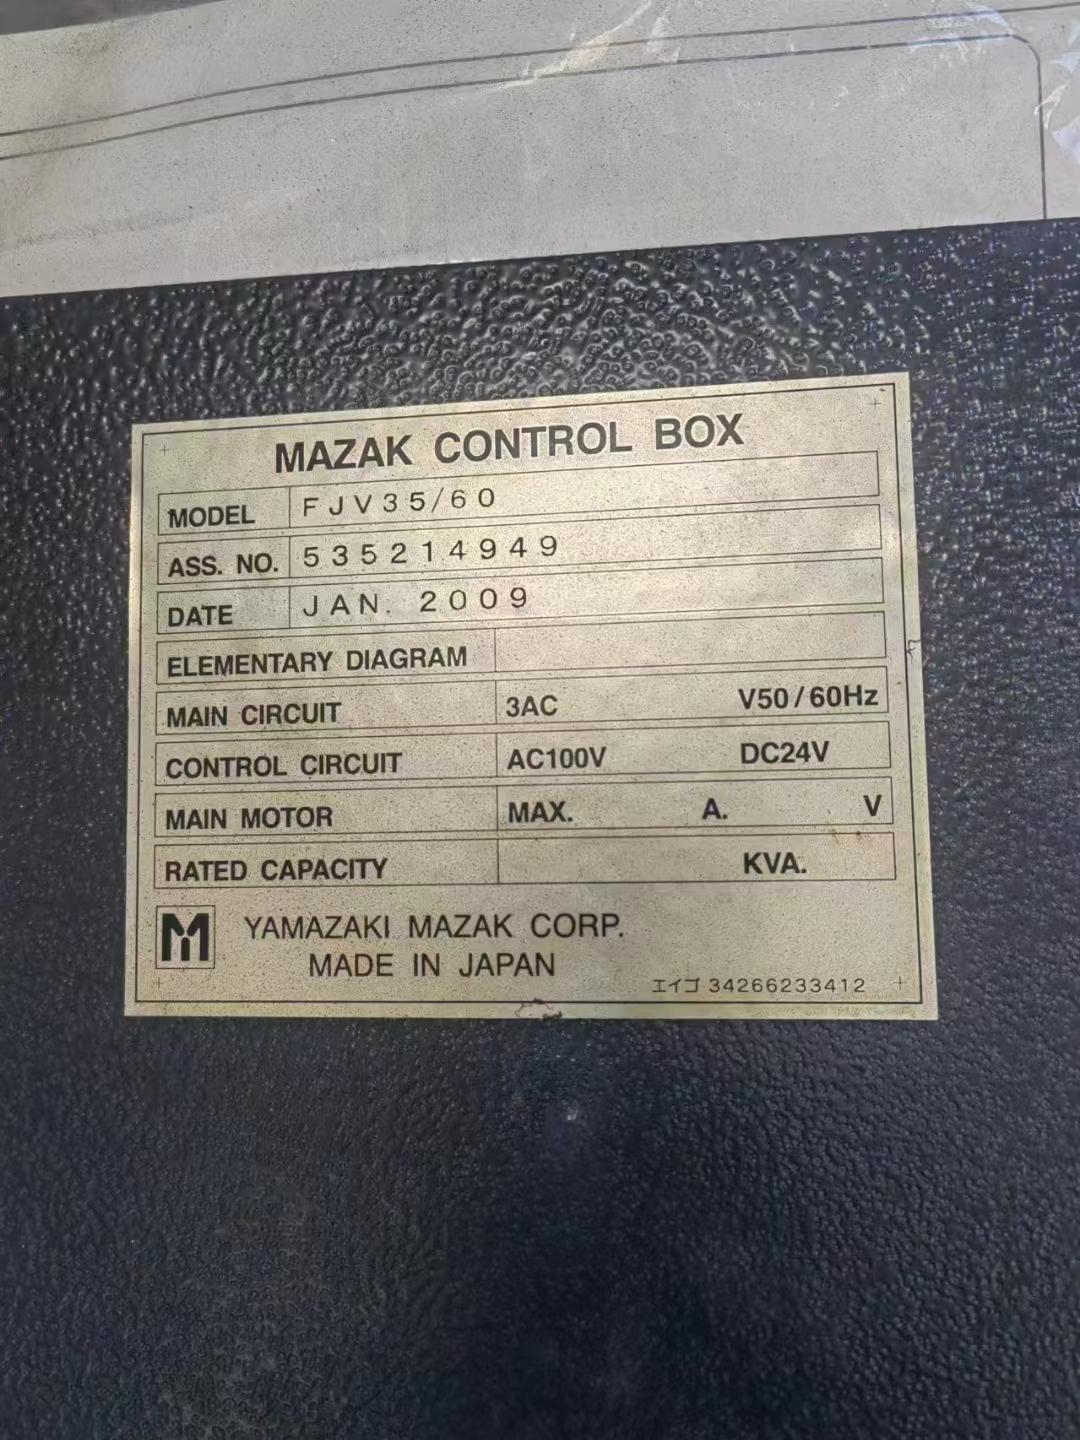 MAZAK CONTROL BOX
MODEL FJV35/60
ASS. NO. 535214949
DATE JAN. 2009
ELEMENTARY DIAGRAM
MAIN CIRCUIT 3AC V50/60Hz
CONTROL CIRCUIT AC100V DC24V
MAIN MOTOR MAX. A. V
RATED CAPACITY KVA.
YAMAZAKI MAZAK CORP.
MADE IN JAPAN
エイゴ 34266233412